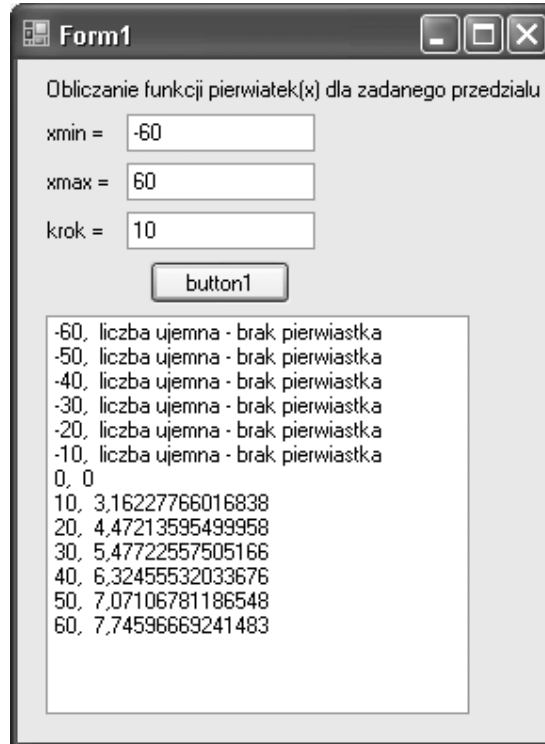 Form1
Obliczanie funkcji pierwiatek(x) dla zadanego przedzialu
xmin = -60
xmax = 60
krok = 10
button1
-60, liczba ujemna - brak pierwiastka
-50, liczba ujemna - brak pierwiastka
-40, liczba ujemna - brak pierwiastka
-30, liczba ujemna - brak pierwiastka
-20, liczba ujemna - brak pierwiastka
-10, liczba ujemna - brak pierwiastka
0, 0
10, 3,16227766016838
20, 4,47213595499958
30, 5,47722557505166
40, 6,32455532033676
50, 7,07106781186548
60, 7,74596669241483